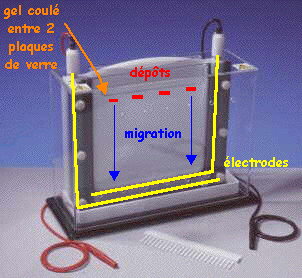 gel coulé
entre 2
plaques
de verre
dépôts
migration
électrodes